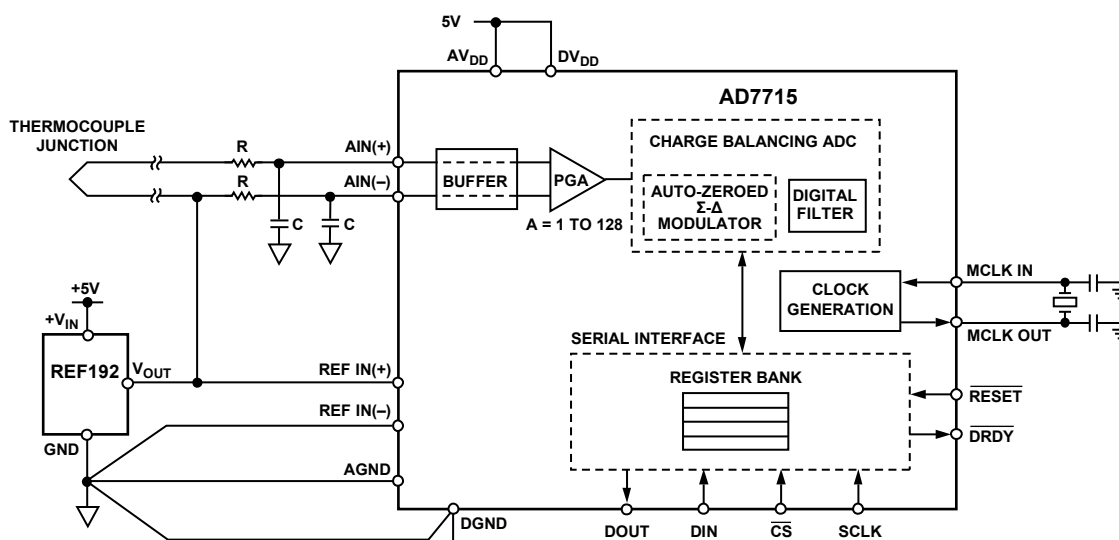 5V
AVDD
DVDD
AD7715
THERMOCOUPLE
JUNCTION
R
AIN(+)
R
AIN(–)
BUFFER
PGA
A = 1 TO 128
C
C
CHARGE BALANCING ADC
AUTO-ZEROED
Σ-Δ
MODULATOR
DIGITAL
FILTER
CLOCK
GENERATION
MCLK IN
MCLK OUT
+5V
+VIN
REF192
VOUT
GND
REF IN(+)
REF IN(–)
AGND
DGND
SERIAL INTERFACE
REGISTER BANK
RESET
DRDY
DOUT
DIN
CS
SCLK